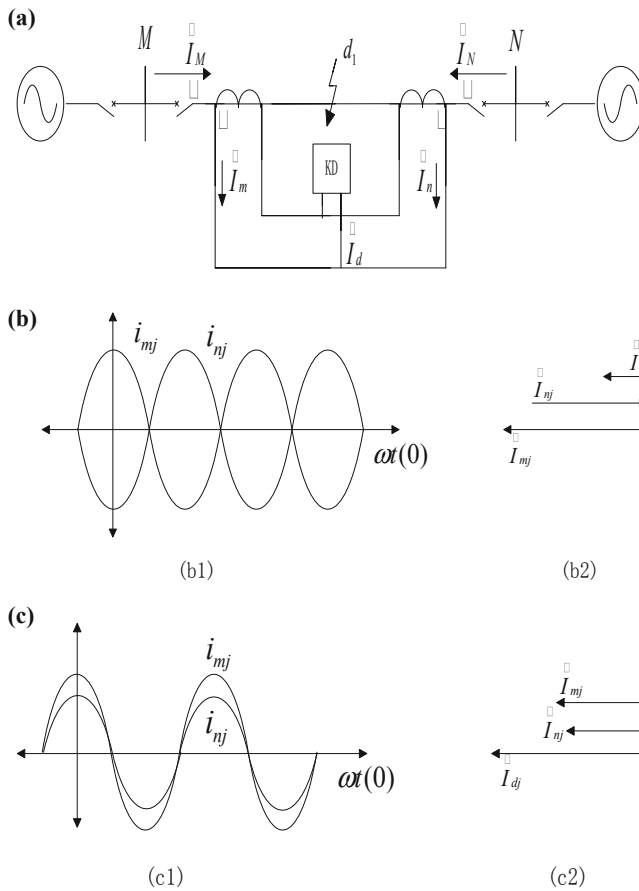 (a)
M
I_M
d_1
I_N
N
KD
I_m
I_n
I_d
(b)
i_mj
i_nj
ωt(0)
I
I_nj
I_mj
(b1)
(b2)
(c)
i_mj
i_nj
ωt(0)
I_mj
I_nj
I_dj
(c1)
(c2)